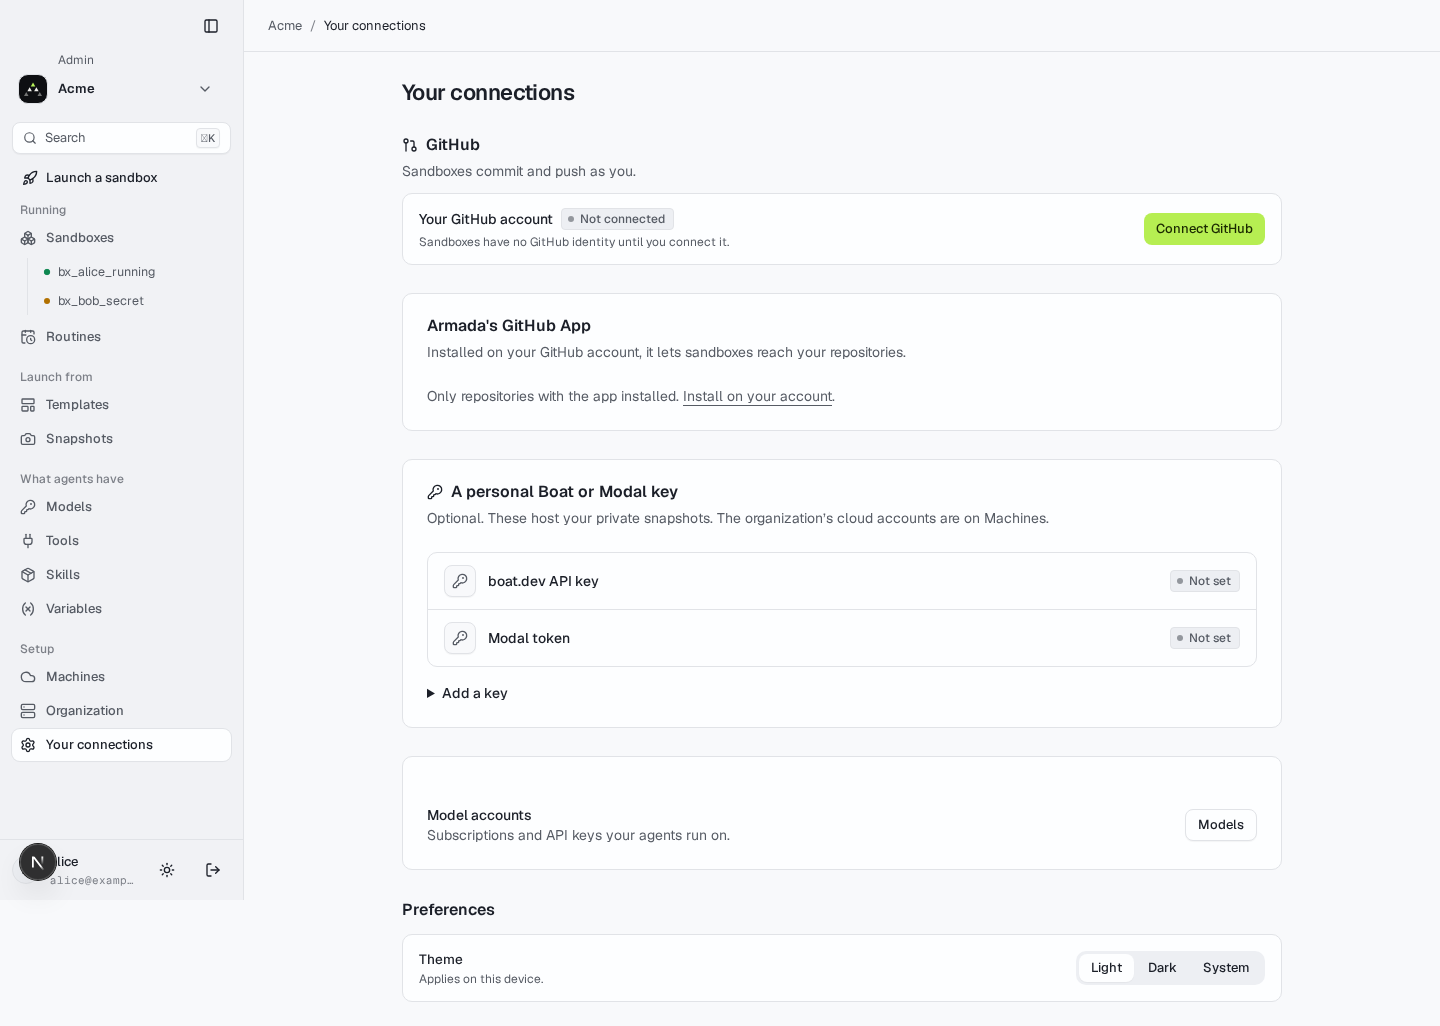 Admin
Acme
Search
K
Launch a sandbox
Running
Sandboxes
bx_alice_running
bx_bob_secret
Routines
Launch from
Templates
Snapshots
What agents have
Models
Tools
Skills
Variables
Setup
Machines
Organization
Your connections
N
lice
alice@examp…
Acme / Your connections
Your connections
GitHub
Sandboxes commit and push as you.
Your GitHub account Not connected
Sandboxes have no GitHub identity until you connect it.
Connect GitHub
Armada's GitHub App
Installed on your GitHub account, it lets sandboxes reach your repositories.
Only repositories with the app installed. Install on your account.
A personal Boat or Modal key
Optional. These host your private snapshots. The organization's cloud accounts are on Machines.
boat.dev API key Not set
Modal token Not set
Add a key
Model accounts
Subscriptions and API keys your agents run on.
Models
Preferences
Theme
Applies on this device.
Light Dark System